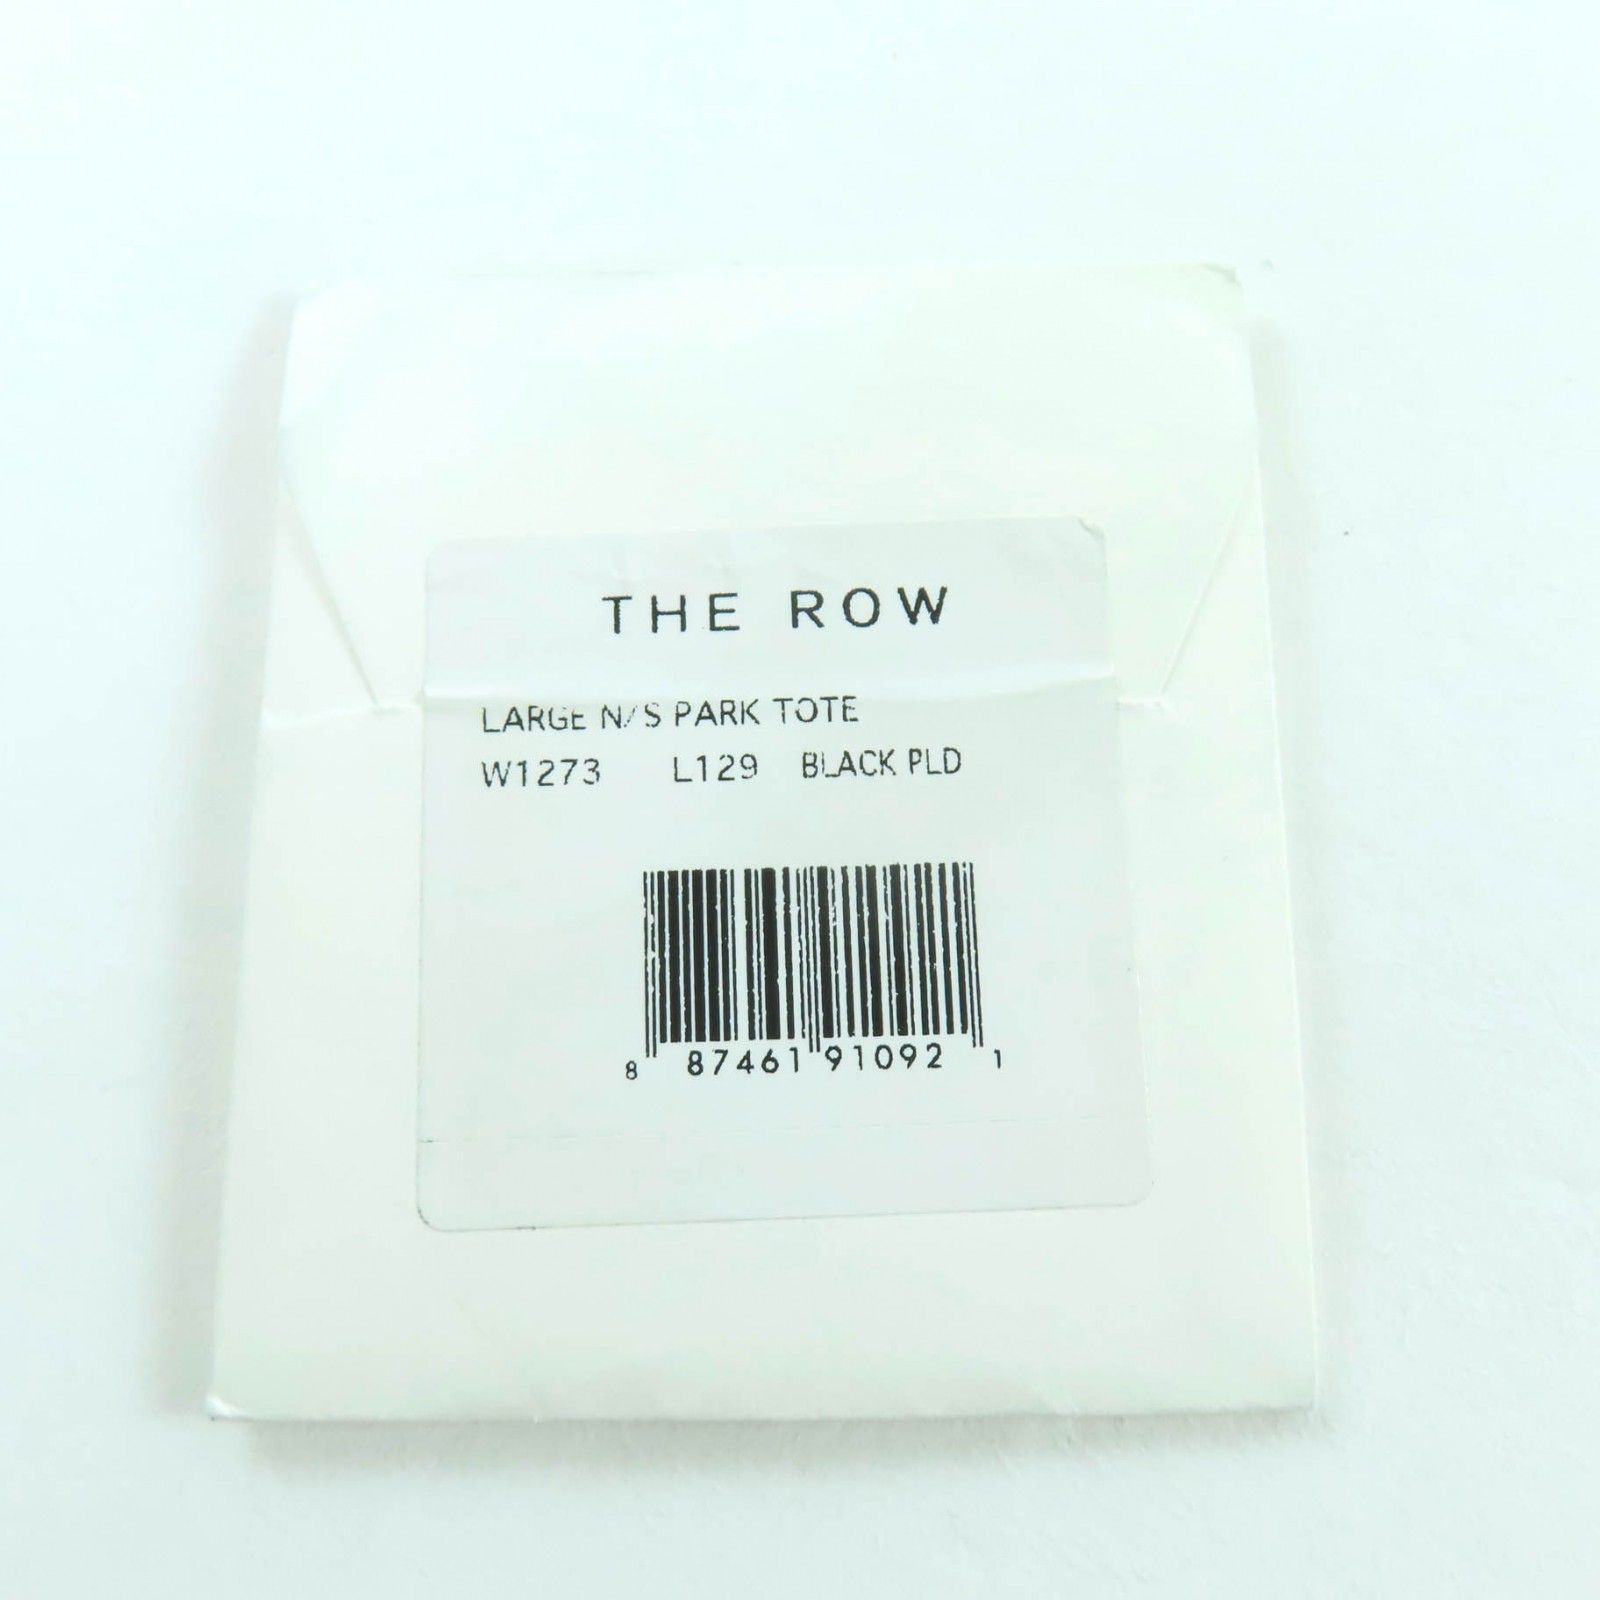 THE ROW
LARGE N/S PARK TOTE
W1273 L129 BLACK PLD
8 87461 91092 1